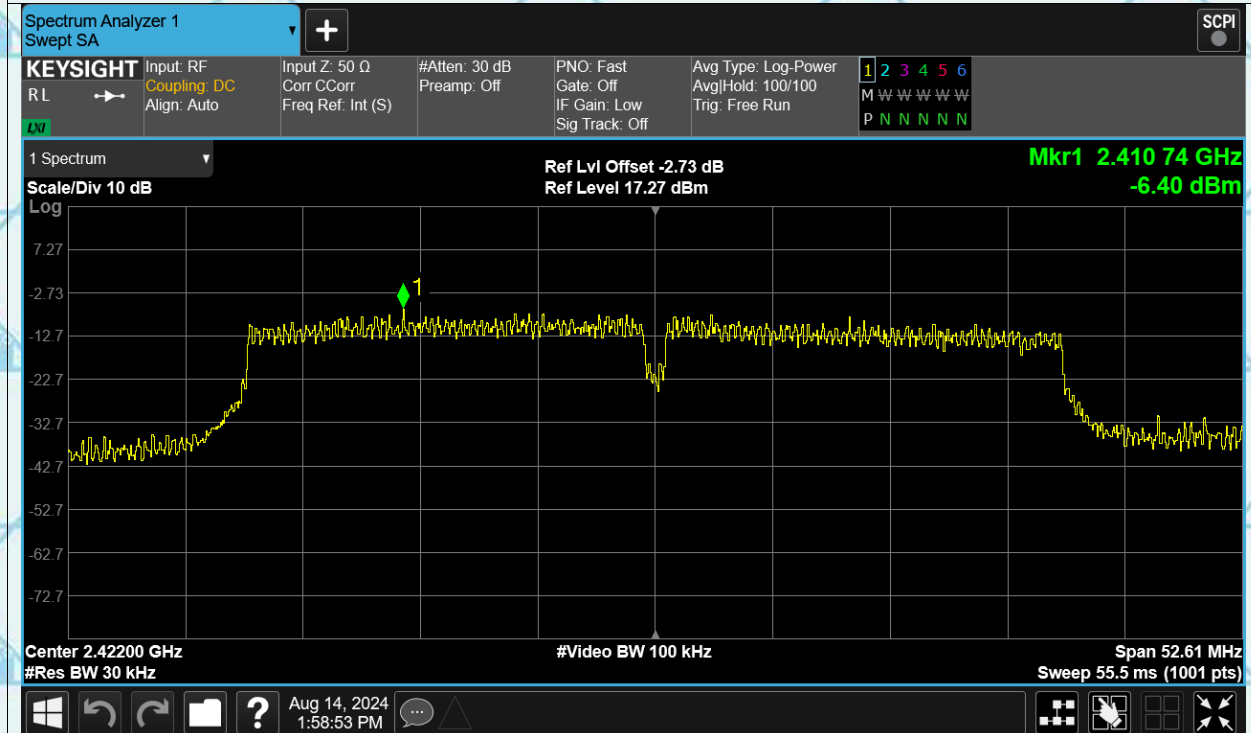 Spectrum Analyzer 1
Swept SA
SCPI
KEYSIGHT
R L
LXI
Input: RF
Coupling: DC
Align: Auto
Input Z: 50 Ω
Corr CCorr
Freq Ref: Int (S)
#Atten: 30 dB
Preamp: Off
PNO: Fast
Gate: Off
IF Gain: Low
Sig Track: Off
Avg Type: Log-Power
Avg|Hold: 100/100
Trig: Free Run
1 2 3 4 5 6
M W W W W W
P N N N N N N
1 Spectrum
Scale/Div 10 dB
Log
Ref Lvl Offset -2.73 dB
Ref Level 17.27 dBm
Mkr1 2.410 74 GHz
-6.40 dBm
1
7.27
-2.73
-12.7
-22.7
-32.7
-42.7
-52.7
-62.7
-72.7
Center 2.42200 GHz
#Res BW 30 kHz
#Video BW 100 kHz
Span 52.61 MHz
Sweep 55.5 ms (1001 pts)
?
Aug 14, 2024
1:58:53 PM